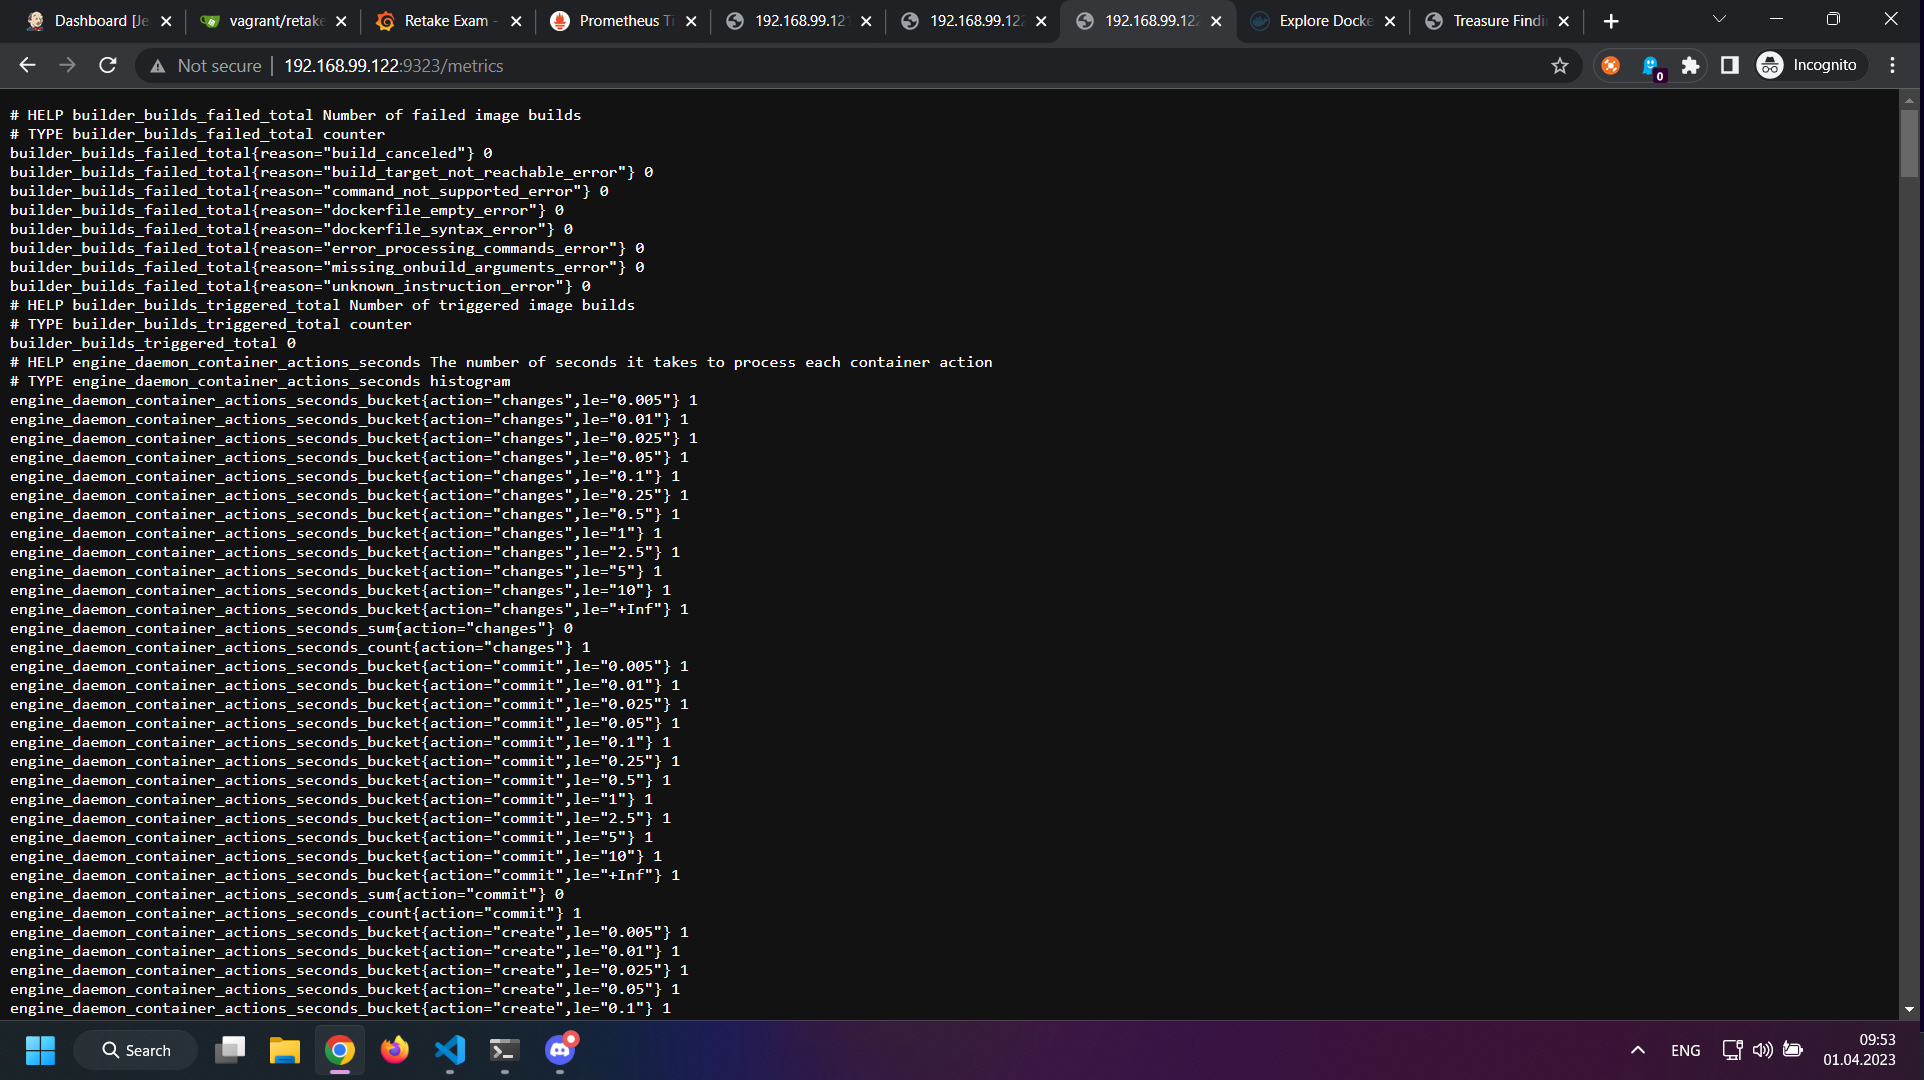 Dashboard [Je
vagrant/retake
Retake Exam -
Prometheus Ti
192.168.99.121
192.168.99.122
192.168.99.122
Explore Docke
Treasure Findi
Not secure 192.168.99.122:9323/metrics
0
Incognito
# HELP builder_builds_failed_total Number of failed image builds
# TYPE builder_builds_failed_total counter
builder_builds_failed_total{reason="build_canceled"} 0
builder_builds_failed_total{reason="build_target_not_reachable_error"} 0
builder_builds_failed_total{reason="command_not_supported_error"} 0
builder_builds_failed_total{reason="dockerfile_empty_error"} 0
builder_builds_failed_total{reason="dockerfile_syntax_error"} 0
builder_builds_failed_total{reason="error_processing_commands_error"} 0
builder_builds_failed_total{reason="missing_onbuild_arguments_error"} 0
builder_builds_failed_total{reason="unknown_instruction_error"} 0
# HELP builder_builds_triggered_total Number of triggered image builds
# TYPE builder_builds_triggered_total counter
builder_builds_triggered_total 0
# HELP engine_daemon_container_actions_seconds The number of seconds it takes to process each container action
# TYPE engine_daemon_container_actions_seconds histogram
engine_daemon_container_actions_seconds_bucket{action="changes",le="0.005"} 1
engine_daemon_container_actions_seconds_bucket{action="changes",le="0.01"} 1
engine_daemon_container_actions_seconds_bucket{action="changes",le="0.025"} 1
engine_daemon_container_actions_seconds_bucket{action="changes",le="0.05"} 1
engine_daemon_container_actions_seconds_bucket{action="changes",le="0.1"} 1
engine_daemon_container_actions_seconds_bucket{action="changes",le="0.25"} 1
engine_daemon_container_actions_seconds_bucket{action="changes",le="0.5"} 1
engine_daemon_container_actions_seconds_bucket{action="changes",le="1"} 1
engine_daemon_container_actions_seconds_bucket{action="changes",le="2.5"} 1
engine_daemon_container_actions_seconds_bucket{action="changes",le="5"} 1
engine_daemon_container_actions_seconds_bucket{action="changes",le="10"} 1
engine_daemon_container_actions_seconds_bucket{action="changes",le="+Inf"} 1
engine_daemon_container_actions_seconds_sum{action="changes"} 0
engine_daemon_container_actions_seconds_count{action="changes"} 1
engine_daemon_container_actions_seconds_bucket{action="commit",le="0.005"} 1
engine_daemon_container_actions_seconds_bucket{action="commit",le="0.01"} 1
engine_daemon_container_actions_seconds_bucket{action="commit",le="0.025"} 1
engine_daemon_container_actions_seconds_bucket{action="commit",le="0.05"} 1
engine_daemon_container_actions_seconds_bucket{action="commit",le="0.1"} 1
engine_daemon_container_actions_seconds_bucket{action="commit",le="0.25"} 1
engine_daemon_container_actions_seconds_bucket{action="commit",le="0.5"} 1
engine_daemon_container_actions_seconds_bucket{action="commit",le="1"} 1
engine_daemon_container_actions_seconds_bucket{action="commit",le="2.5"} 1
engine_daemon_container_actions_seconds_bucket{action="commit",le="5"} 1
engine_daemon_container_actions_seconds_bucket{action="commit",le="10"} 1
engine_daemon_container_actions_seconds_bucket{action="commit",le="+Inf"} 1
engine_daemon_container_actions_seconds_sum{action="commit"} 0
engine_daemon_container_actions_seconds_count{action="commit"} 1
engine_daemon_container_actions_seconds_bucket{action="create",le="0.005"} 1
engine_daemon_container_actions_seconds_bucket{action="create",le="0.01"} 1
engine_daemon_container_actions_seconds_bucket{action="create",le="0.025"} 1
engine_daemon_container_actions_seconds_bucket{action="create",le="0.05"} 1
engine_daemon_container_actions_seconds_bucket{action="create",le="0.1"} 1
Search
ENG
09:53
01.04.2023